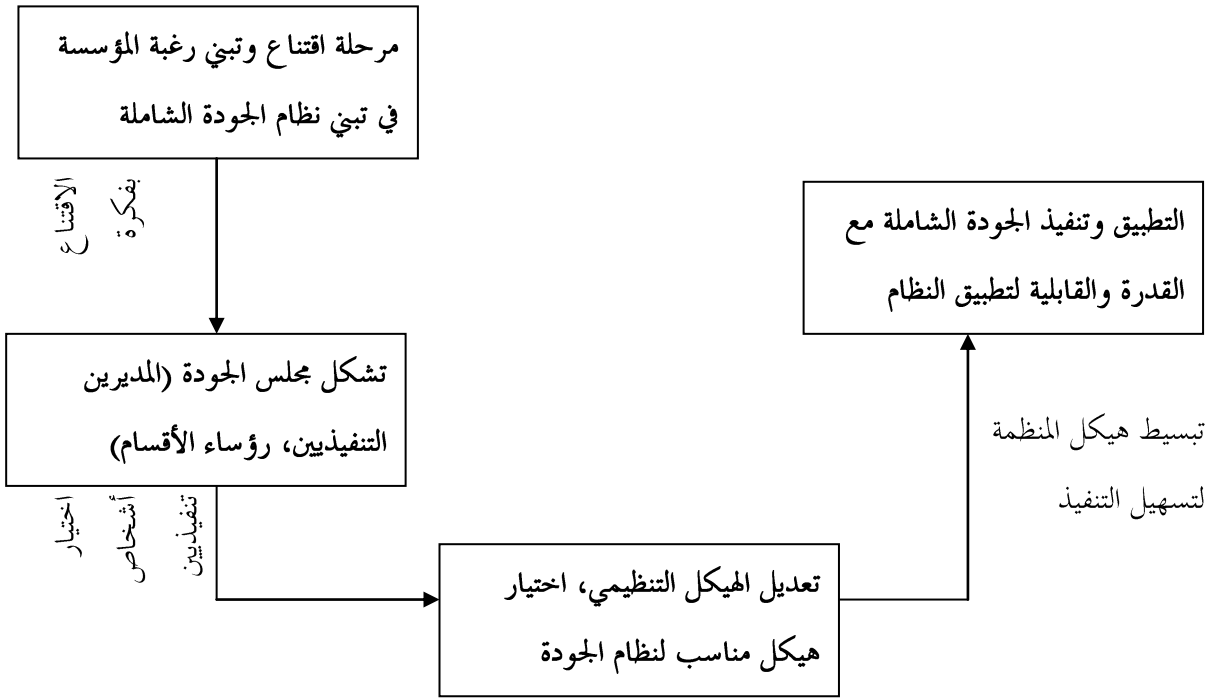 مرحلة اقتناع وتبني رغبة المؤسسة
في تبني نظام الجودة الشاملة
الاقتناع
بفكرة
تشكل مجلس الجودة (المديرين
التنفيذيين، رؤساء الأقسام)
اختيار
أشخاص
تنفيذيين
تعديل الهيكل التنظيمي، اختيار
هيكل مناسب لنظام الجودة
تبسيط هيكل المنظمة
لتسهيل التنفيذ
التطبيق وتنفيذ الجودة الشاملة مع
القدرة والقابلية لتطبيق النظام